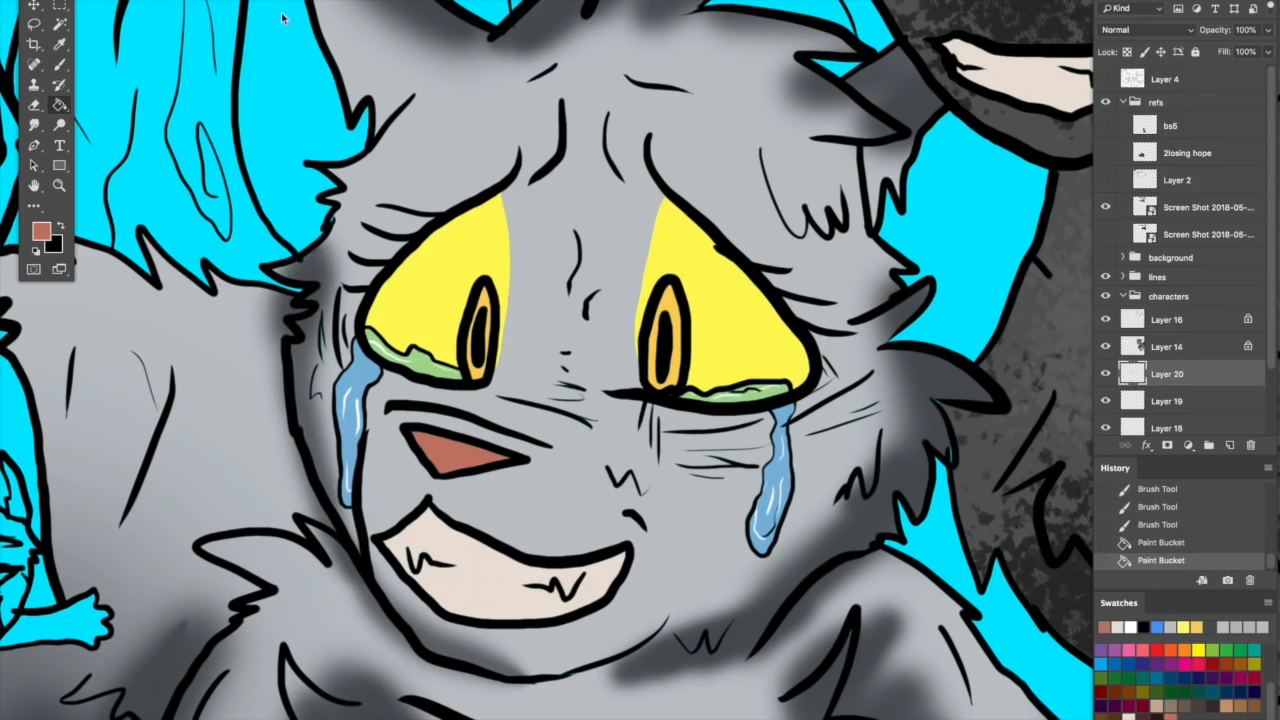 Kind
Normal
Opacity: 100%
Lock:
Fill: 100%
Layer 4
refs
bs5
2losing hope
Layer 2
Screen Shot 2018-05-...
Screen Shot 2018-05-...
background
lines
characters
Layer 16
Layer 14
Layer 20
Layer 19
Layer 18
fx
History
Brush Tool
Brush Tool
Brush Tool
Paint Bucket
Paint Bucket
Swatches